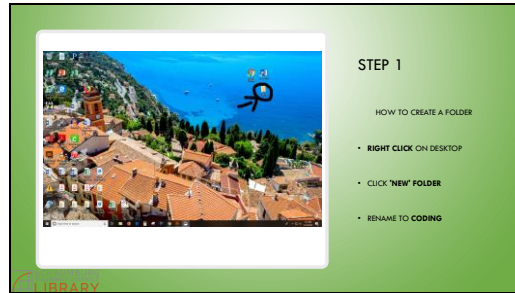 STEP 1
HOW TO CREATE A FOLDER
• RIGHT CLICK ON DESKTOP
• CLICK "NEW" FOLDER
• RENAME TO CODING
LIBRARY